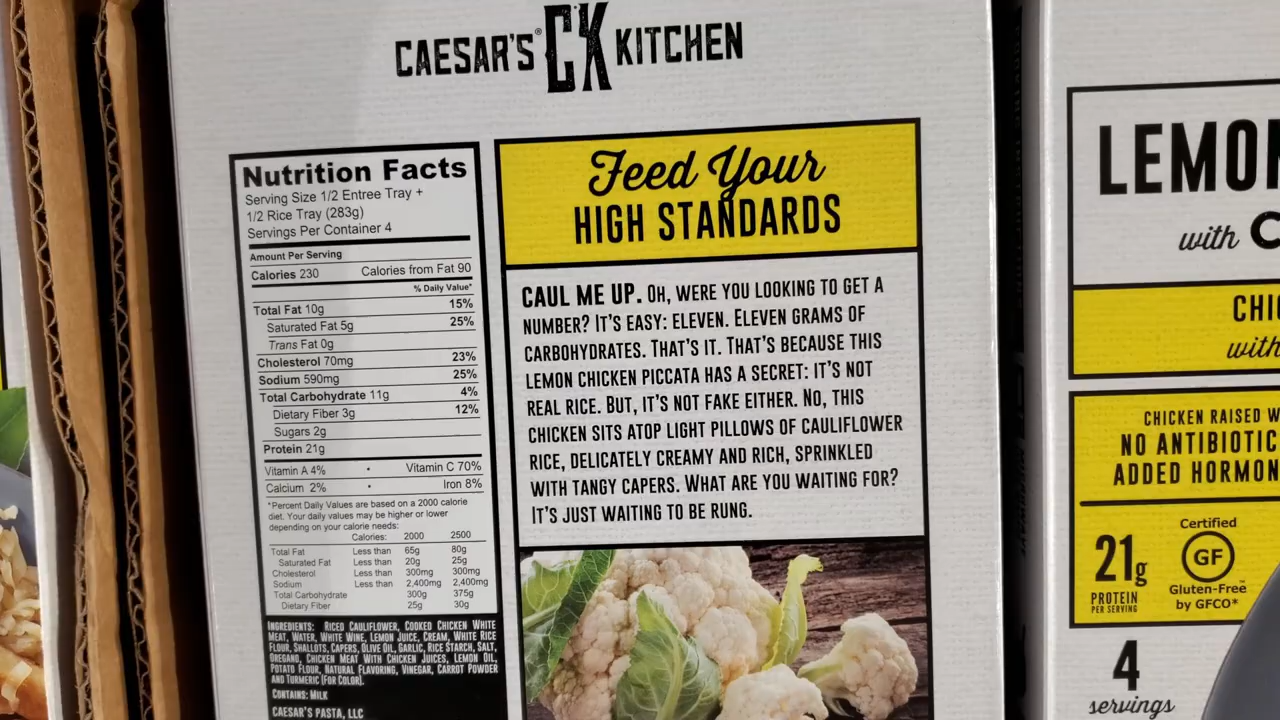 CAESAR'S® CK KITCHEN
Nutrition Facts
Serving Size 1/2 Entree Tray +
1/2 Rice Tray (283g)
Servings Per Container 4
Amount Per Serving
Calories 230 Calories from Fat 90
% Daily Value*
Total Fat 10g 15%
Saturated Fat 5g 25%
Trans Fat 0g
Cholesterol 70mg 23%
Sodium 590mg 25%
Total Carbohydrate 11g 4%
Dietary Fiber 3g 12%
Sugars 2g
Protein 21g
Vitamin A 4% • Vitamin C 70%
Calcium 2% • Iron 8%
*Percent Daily Values are based on a 2000 calorie
diet. Your daily values may be higher or lower
depending on your calorie needs:
Calories: 2000 2500
Total Fat Less than 65g 80g
Saturated Fat Less than 20g 25g
Cholesterol Less than 300mg 300mg
Sodium Less than 2,400mg 2,400mg
Total Carbohydrate 300g 375g
Dietary Fiber 25g 30g
INGREDIENTS: RICED CAULIFLOWER, COOKED CHICKEN WHITE
MEAT, WATER, WHITE WINE, LEMON JUICE, CREAM, WHITE RICE
FLOUR, SHALLOTS, CAPERS, OLIVE OIL, GARLIC, RICE STARCH, SALT,
OREGANO, CHICKEN MEAT WITH CHICKEN JUICES, LEMON OIL,
POTATO FLOUR, NATURAL FLAVORING, VINEGAR, CARROT POWDER
AND TURMERIC (FOR COLOR).
CONTAINS: MILK
CAESAR'S PASTA, LLC
Feed Your
HIGH STANDARDS
CAUL ME UP. OH, WERE YOU LOOKING TO GET A
NUMBER? IT'S EASY: ELEVEN. ELEVEN GRAMS OF
CARBOHYDRATES. THAT'S IT. THAT'S BECAUSE THIS
LEMON CHICKEN PICCATA HAS A SECRET: IT'S NOT
REAL RICE. BUT, IT'S NOT FAKE EITHER. NO, THIS
CHICKEN SITS ATOP LIGHT PILLOWS OF CAULIFLOWER
RICE, DELICATELY CREAMY AND RICH, SPRINKLED
WITH TANGY CAPERS. WHAT ARE YOU WAITING FOR?
IT'S JUST WAITING TO BE RUNG.
LEMO
with C
CHIC
with
CHICKEN RAISED W
NO ANTIBIOTIC
ADDED HORMON
21g
PROTEIN
PER SERVING
Certified
GF
Gluten-Free™
by GFCO*
4
servings